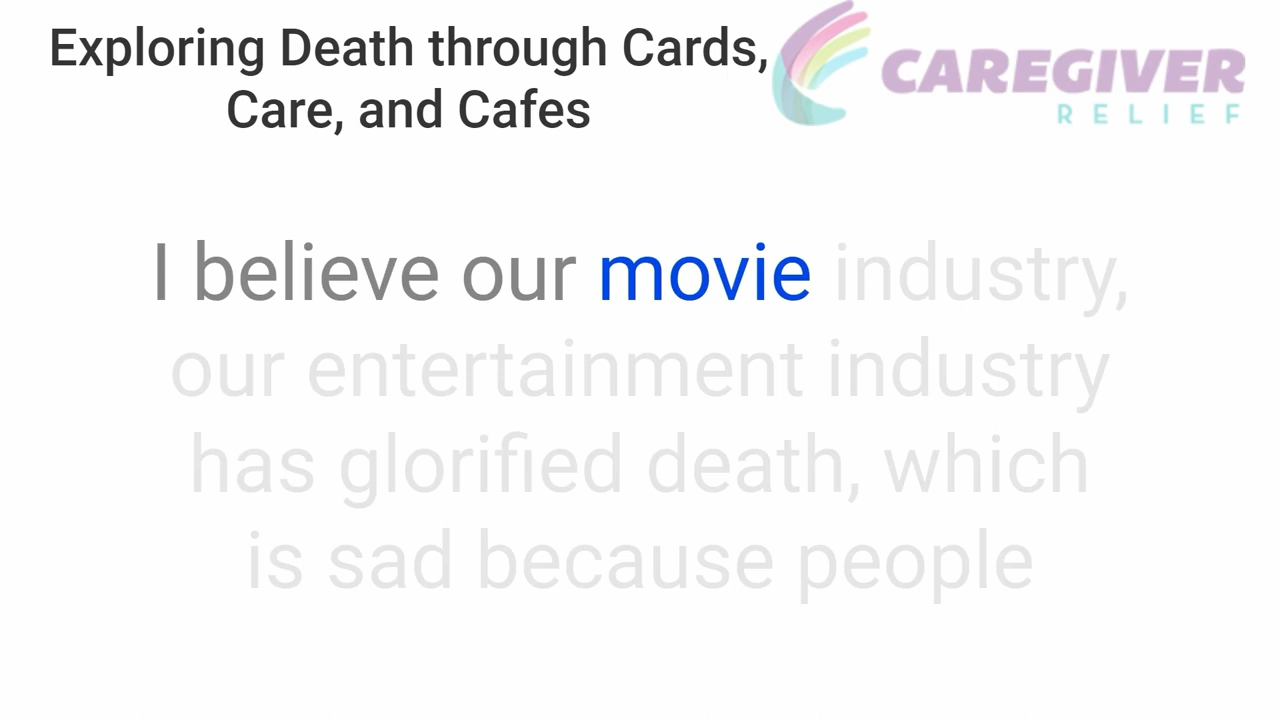 Exploring Death through Cards,
Care, and Cafes
CAREGIVER
RELIEF
I believe our movie industry,
our entertainment industry
has glorified death, which
is sad because people